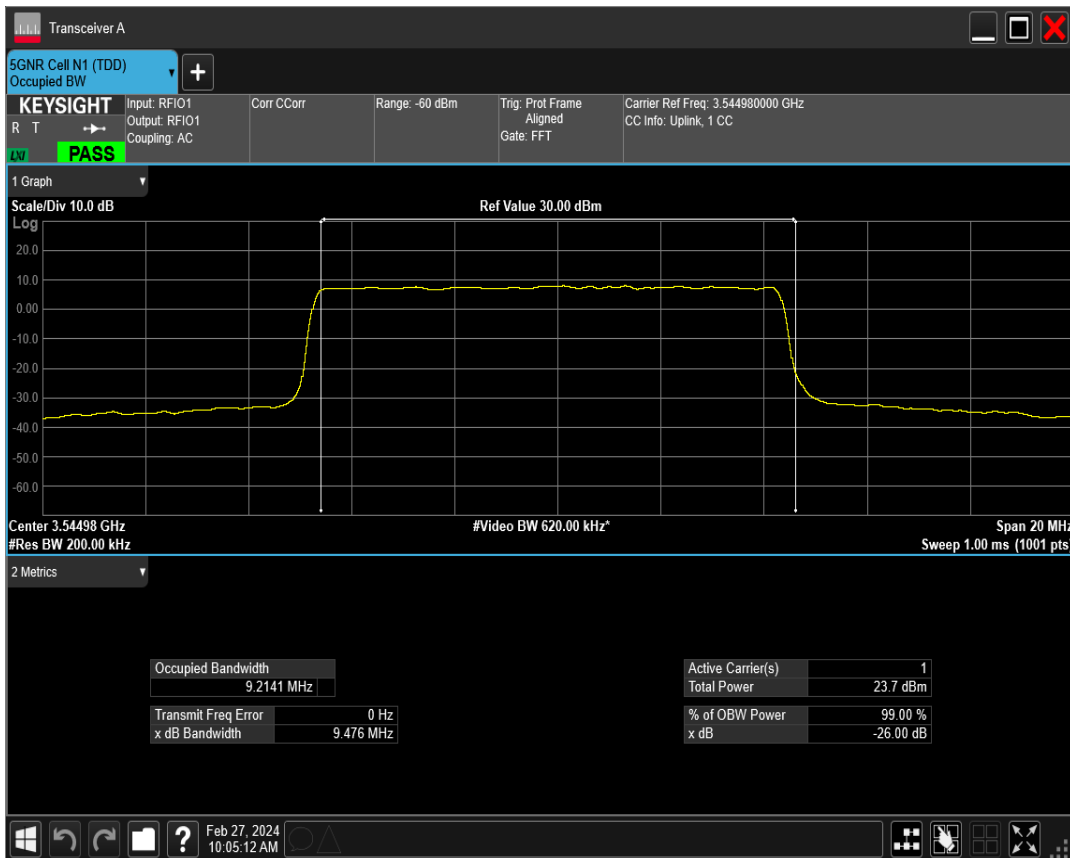 Transceiver A
5GNR Cell N1 (TDD)
Occupied BW
+
KEYSIGHT
R T
LXI
PASS
Input: RFIO1
Output: RFIO1
Coupling: AC
Corr CCorr
Range: -60 dBm
Trig: Prot Frame
Aligned
Gate: FFT
Carrier Ref Freq: 3.544980000 GHz
CC Info: Uplink, 1 CC
1 Graph
Scale/Div 10.0 dB
Ref Value 30.00 dBm
Log
20.0
10.0
0.00
-10.0
-20.0
-30.0
-40.0
-50.0
-60.0
Center 3.54498 GHz
#Video BW 620.00 kHz*
Span 20 MHz
#Res BW 200.00 kHz
Sweep 1.00 ms (1001 pts)
2 Metrics
Occupied Bandwidth
9.2141 MHz
Active Carrier(s) 1
Total Power 23.7 dBm
Transmit Freq Error 0 Hz
x dB Bandwidth 9.476 MHz
% of OBW Power 99.00 %
x dB -26.00 dB
?
Feb 27, 2024
10:05:12 AM